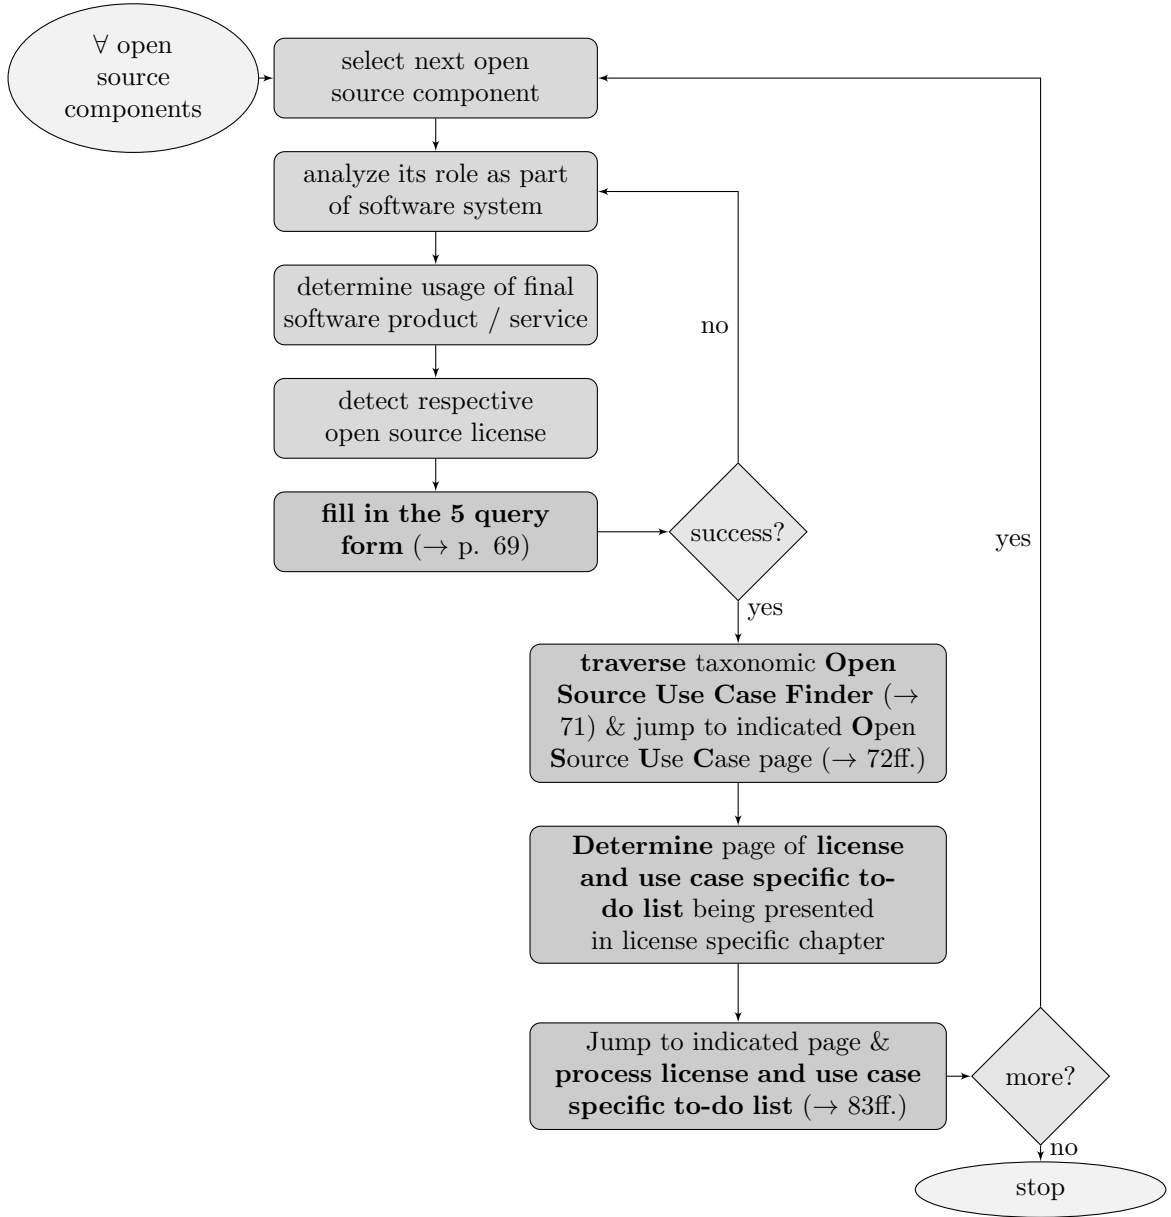 ∀ open
source
components
select next open
source component
analyze its role as part
of software system
determine usage of final
software product / service
no
detect respective
open source license
fill in the 5 query
form (→ p. 69)
success?
yes
yes
traverse taxonomic Open
Source Use Case Finder (→
71) & jump to indicated Open
Source Use Case page (→ 72ff.)
Determine page of license
and use case specific to-
do list being presented
in license specific chapter
Jump to indicated page &
process license and use case
specific to-do list (→ 83ff.)
more?
no
stop